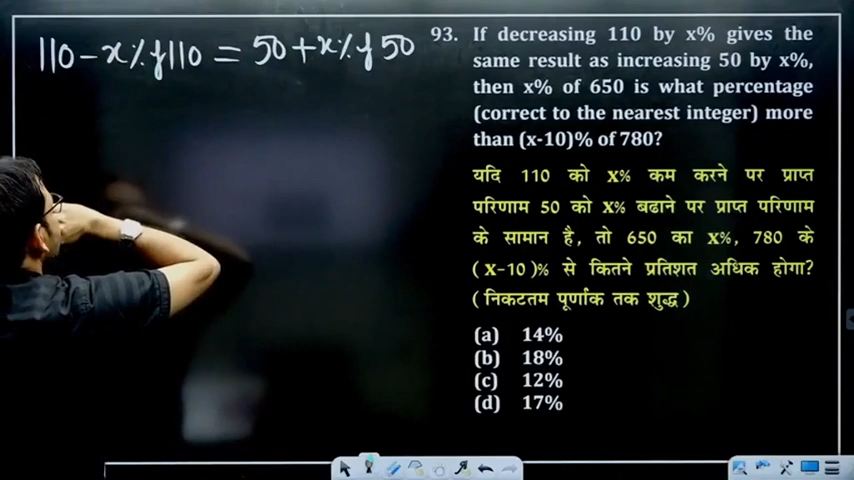 110 - x% of 110 = 50 + x% of 50
93. If decreasing 110 by x% gives the
same result as increasing 50 by x%,
then x% of 650 is what percentage
(correct to the nearest integer) more
than (x-10)% of 780?
यदि 110 को x% कम करने पर प्राप्त
परिणाम 50 को x% बढाने पर प्राप्त परिणाम
के सामान है, तो 650 का x%, 780 के
(x-10)% से कितने प्रतिशत अधिक होगा?
(निकटतम पूर्णांक तक शुद्ध)
(a) 14%
(b) 18%
(c) 12%
(d) 17%